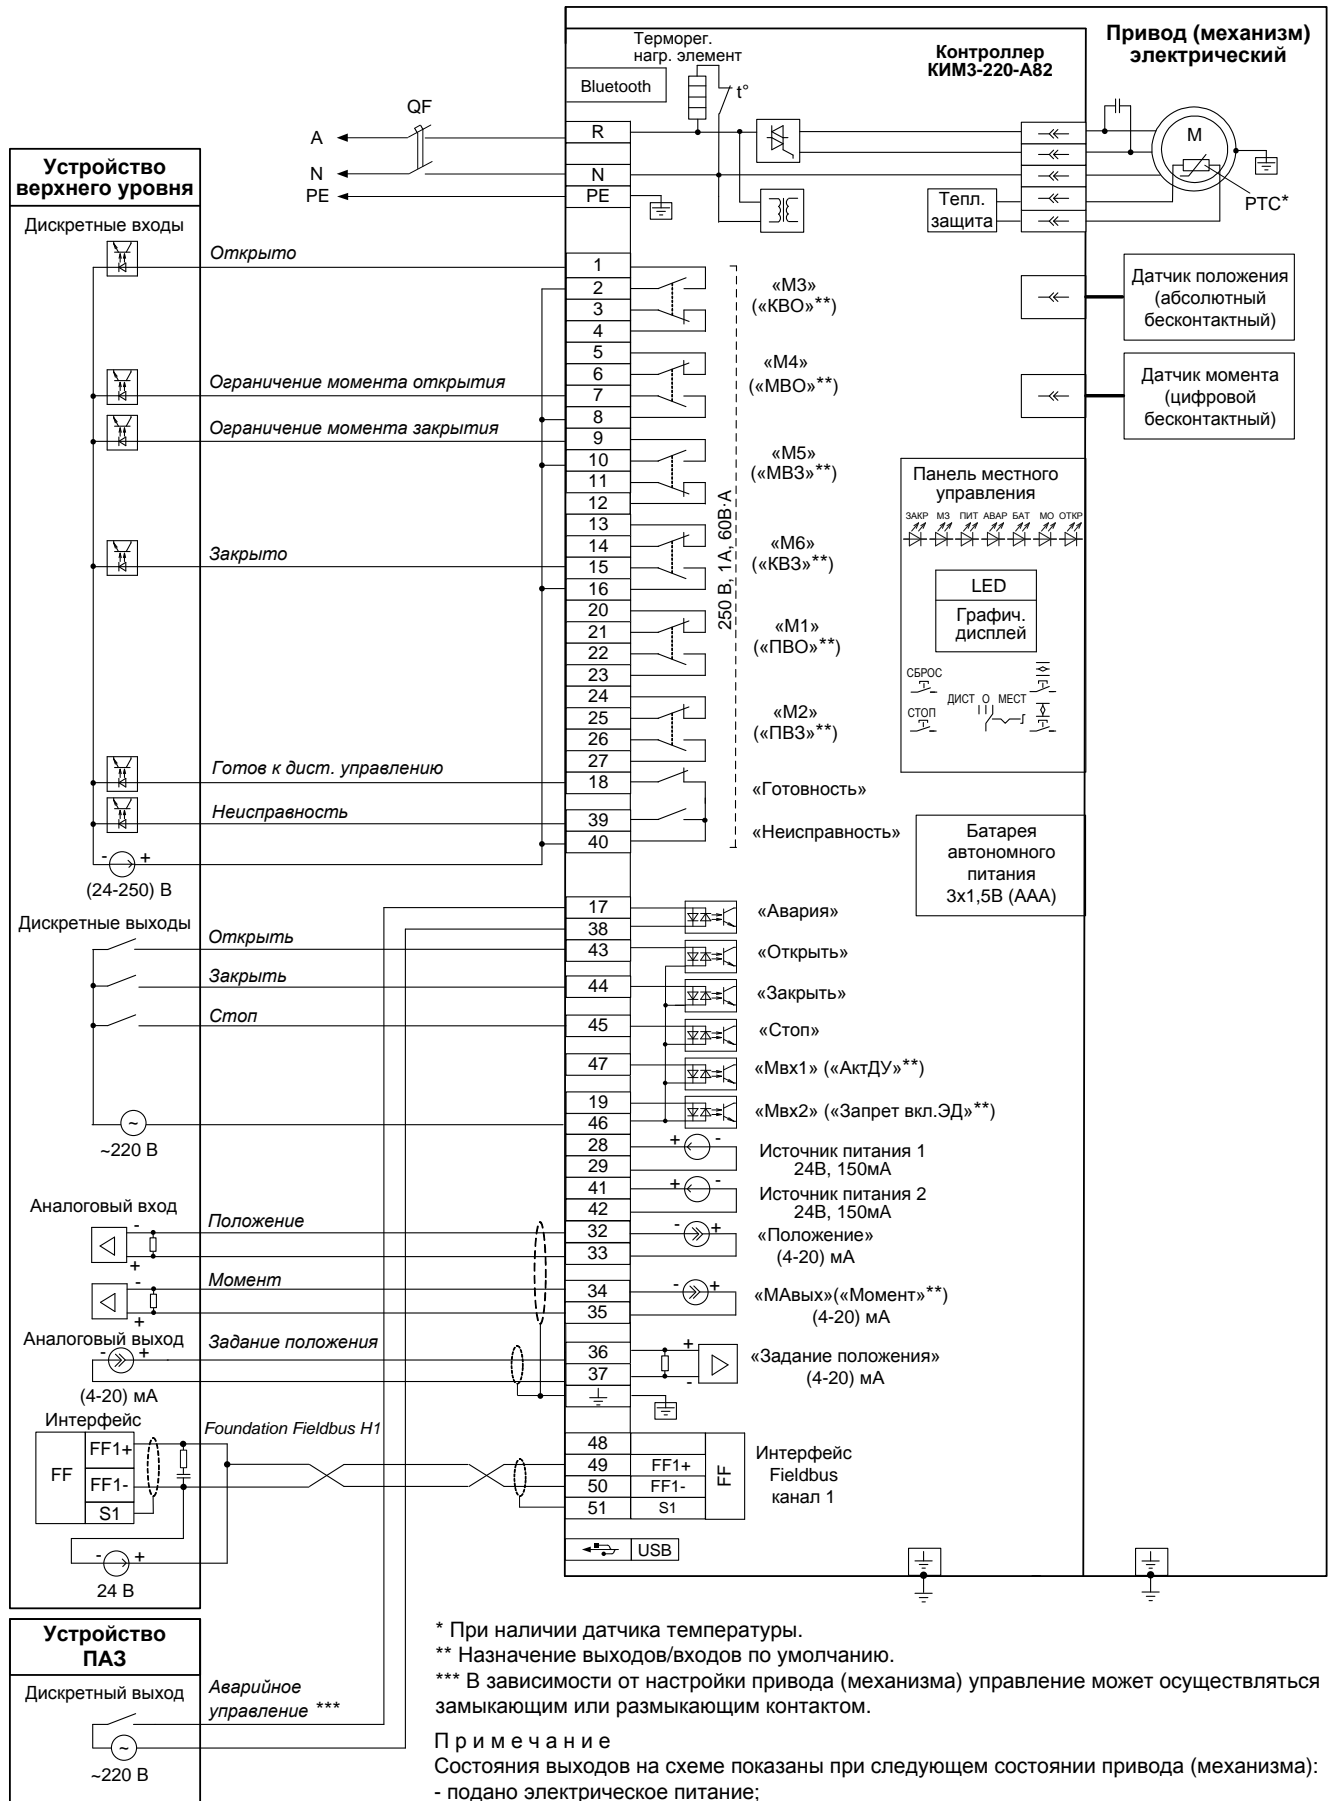 Привод (механизм)
электрический
Контроллер
КИМ3-220-А82
Терморег.
нагр. элемент
Bluetooth
t°
QF
A
N
PE
R
N
PE
M
PTC*
Тепл.
защита
Устройство
верхнего уровня
Дискретные входы
Открыто
Ограничение момента открытия
Ограничение момента закрытия
Закрыто
Готов к дист. управлению
Неисправность
- +
(24-250) В
1
2
3
4
5
6
7
8
9
10
11
12
13
14
15
16
20
21
22
23
24
25
26
27
18
39
40
«М3»
(«КВО»**)
«М4»
(«МВО»**)
«М5»
(«МВЗ»**)
«М6»
(«КВЗ»**)
«М1»
(«ПВО»**)
«М2»
(«ПВЗ»**)
«Готовность»
«Неисправность»
250 В, 1А, 60В·А
Датчик положения
(абсолютный
бесконтактный)
Датчик момента
(цифровой
бесконтактный)
Панель местного
управления
ЗАКР МЗ ПИТ АВАР БАТ МО ОТКР
LED
Графич.
дисплей
СБРОС
СТОП
ДИСТ О МЕСТ
Батарея
автономного
питания
3х1,5В (ААА)
Дискретные выходы
Открыть
Закрыть
Стоп
~
~220 В
17
38
43
44
45
47
19
46
28
29
41
42
32
33
34
35
36
37
«Авария»
«Открыть»
«Закрыть»
«Стоп»
«Мвх1» («АктДУ»**)
«Мвх2» («Запрет вкл.ЭД»**)
+ -
Источник питания 1
24В, 150мА
+ -
Источник питания 2
24В, 150мА
- +
«Положение»
(4-20) мА
- +
«МАвых»(«Момент»**)
(4-20) мА
+
-
«Задание положения»
(4-20) мА
Аналоговый вход
-
+
Положение
-
+
Момент
Аналоговый выход
- +
Задание положения
(4-20) мА
Интерфейс
FF
FF1+
FF1-
S1
Foundation Fieldbus H1
- +
24 В
48
49 FF1+
50 FF1-
51 S1
FF
Интерфейс
Fieldbus
канал 1
USB
Устройство
ПАЗ
Дискретный выход
Аварийное
управление ***
~
~220 В
* При наличии датчика температуры.
** Назначение выходов/входов по умолчанию.
*** В зависимости от настройки привода (механизма) управление может осуществляться
замыкающим или размыкающим контактом.
П р и м е ч а н и е
Состояния выходов на схеме показаны при следующем состоянии привода (механизма):
- подано электрическое питание;